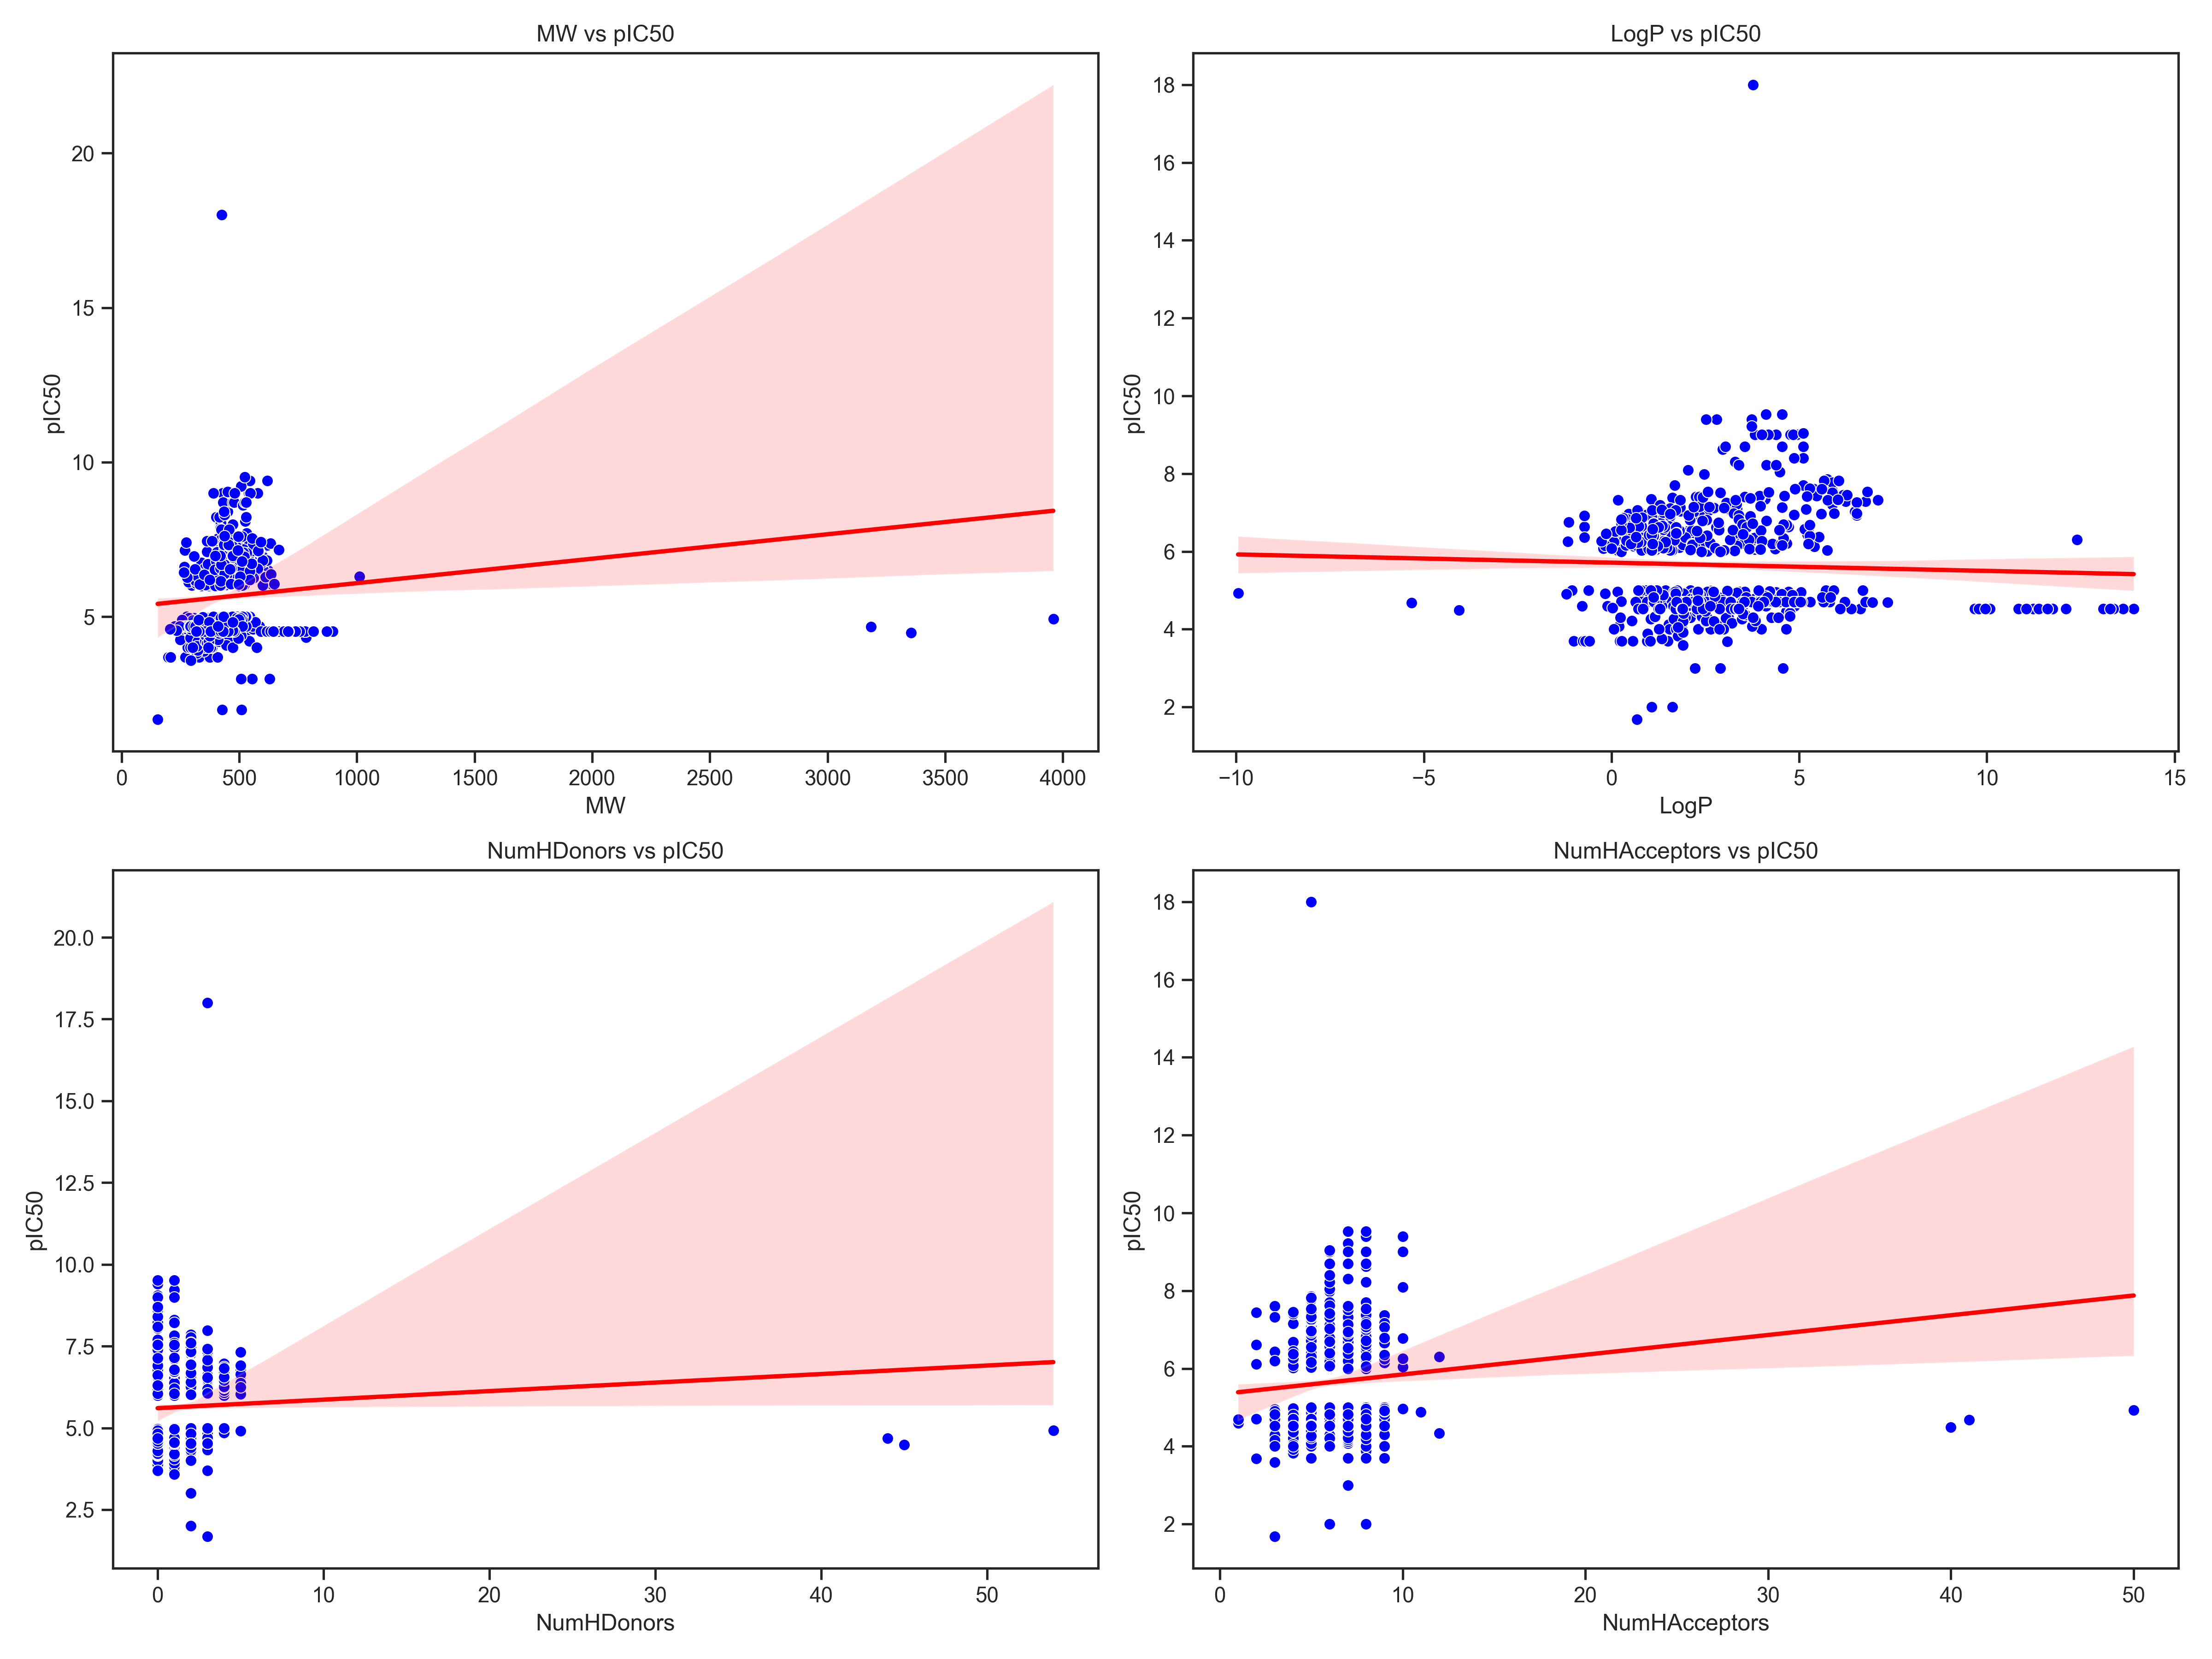 MW vs pIC50
20
15
10
5
pIC50
0 500 1000 1500 2000 2500 3000 3500 4000
MW
LogP vs pIC50
18
16
14
12
10
8
6
4
2
pIC50
−10 −5 0 5 10 15
LogP
NumHDonors vs pIC50
20.0
17.5
15.0
12.5
10.0
7.5
5.0
2.5
pIC50
0 10 20 30 40 50
NumHDonors
NumHAcceptors vs pIC50
18
16
14
12
10
8
6
4
2
pIC50
0 10 20 30 40 50
NumHAcceptors